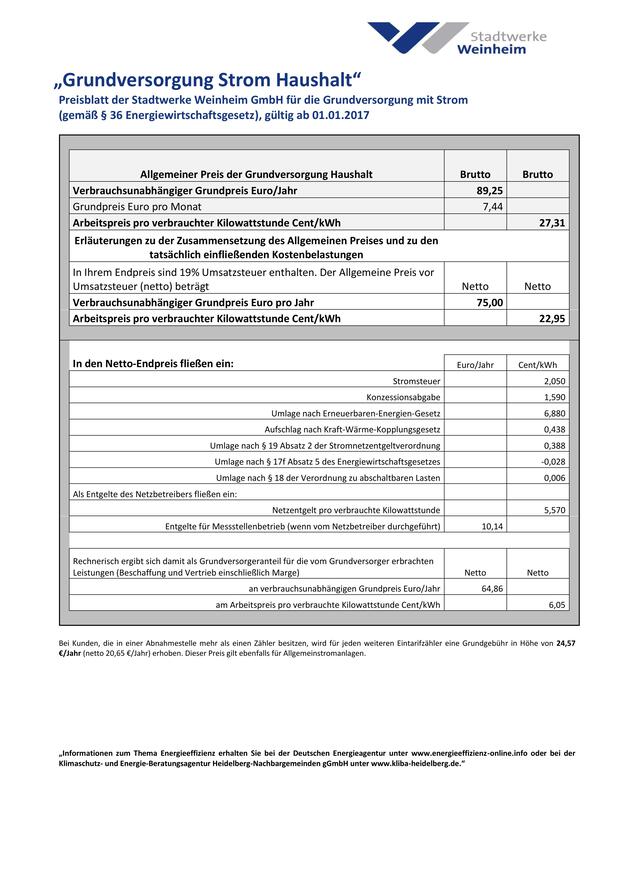 Stadtwerke
Weinheim
„Grundversorgung Strom Haushalt“
Preisblatt der Stadtwerke Weinheim GmbH für die Grundversorgung mit Strom
(gemäß § 36 Energiewirtschaftsgesetz), gültig ab 01.01.2017
Allgemeiner Preis der Grundversorgung Haushalt Brutto Brutto
Verbrauchsunabhängiger Grundpreis Euro/Jahr 89,25
Grundpreis Euro pro Monat 7,44
Arbeitspreis pro verbrauchter Kilowattstunde Cent/kWh 27,31
Erläuterungen zu der Zusammensetzung des Allgemeinen Preises und zu den
tatsächlich einfließenden Kostenbelastungen
In Ihrem Endpreis sind 19% Umsatzsteuer enthalten. Der Allgemeine Preis vor
Umsatzsteuer (netto) beträgt Netto Netto
Verbrauchsunabhängiger Grundpreis Euro pro Jahr 75,00
Arbeitspreis pro verbrauchter Kilowattstunde Cent/kWh 22,95
In den Netto-Endpreis fließen ein: Euro/Jahr Cent/kWh
Stromsteuer 2,050
Konzessionsabgabe 1,590
Umlage nach Erneuerbaren-Energien-Gesetz 6,880
Aufschlag nach Kraft-Wärme-Kopplungsgesetz 0,438
Umlage nach § 19 Absatz 2 der Stromnetzentgeltverordnung 0,388
Umlage nach § 17f Absatz 5 des Energiewirtschaftsgesetzes -0,028
Umlage nach § 18 der Verordnung zu abschaltbaren Lasten 0,006
Als Entgelte des Netzbetreibers fließen ein:
Netzentgelt pro verbrauchte Kilowattstunde 5,570
Entgelte für Messstellenbetrieb (wenn vom Netzbetreiber durchgeführt) 10,14
Rechnerisch ergibt sich damit als Grundversorgeranteil für die vom Grundversorger erbrachten
Leistungen (Beschaffung und Vertrieb einschließlich Marge) Netto Netto
an verbrauchsunabhängigen Grundpreis Euro/Jahr 64,86
am Arbeitspreis pro verbrauchte Kilowattstunde Cent/kWh 6,05
Bei Kunden, die in einer Abnahmestelle mehr als einen Zähler besitzen, wird für jeden weiteren Eintarifzähler eine Grundgebühr in Höhe von 24,57
€/Jahr (netto 20,65 €/Jahr) erhoben. Dieser Preis gilt ebenfalls für Allgemeinstromanlagen.
„Informationen zum Thema Energieeffizienz erhalten Sie bei der Deutschen Energieagentur unter www.energieeffizienz-online.info oder bei der
Klimaschutz- und Energie-Beratungsagentur Heidelberg-Nachbargemeinden gGmbH unter www.kliba-heidelberg.de.“